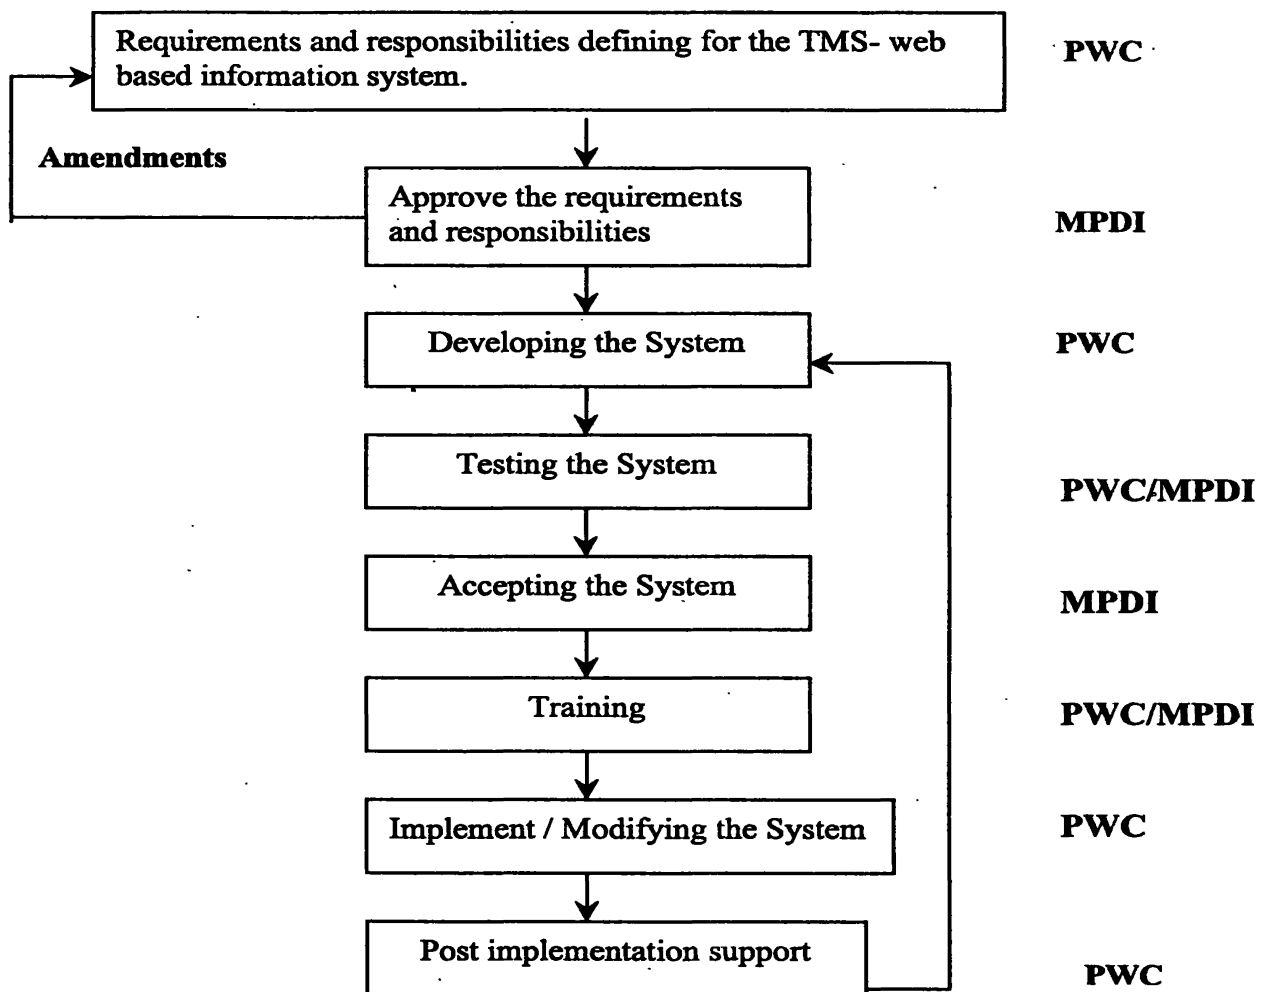 Requirements and responsibilities defining for the TMS- web
based information system.
PWC
Amendments
Approve the requirements
and responsibilities
MPDI
Developing the System
PWC
Testing the System
PWC/MPDI
Accepting the System
MPDI
Training
PWC/MPDI
Implement / Modifying the System
PWC
Post implementation support
PWC